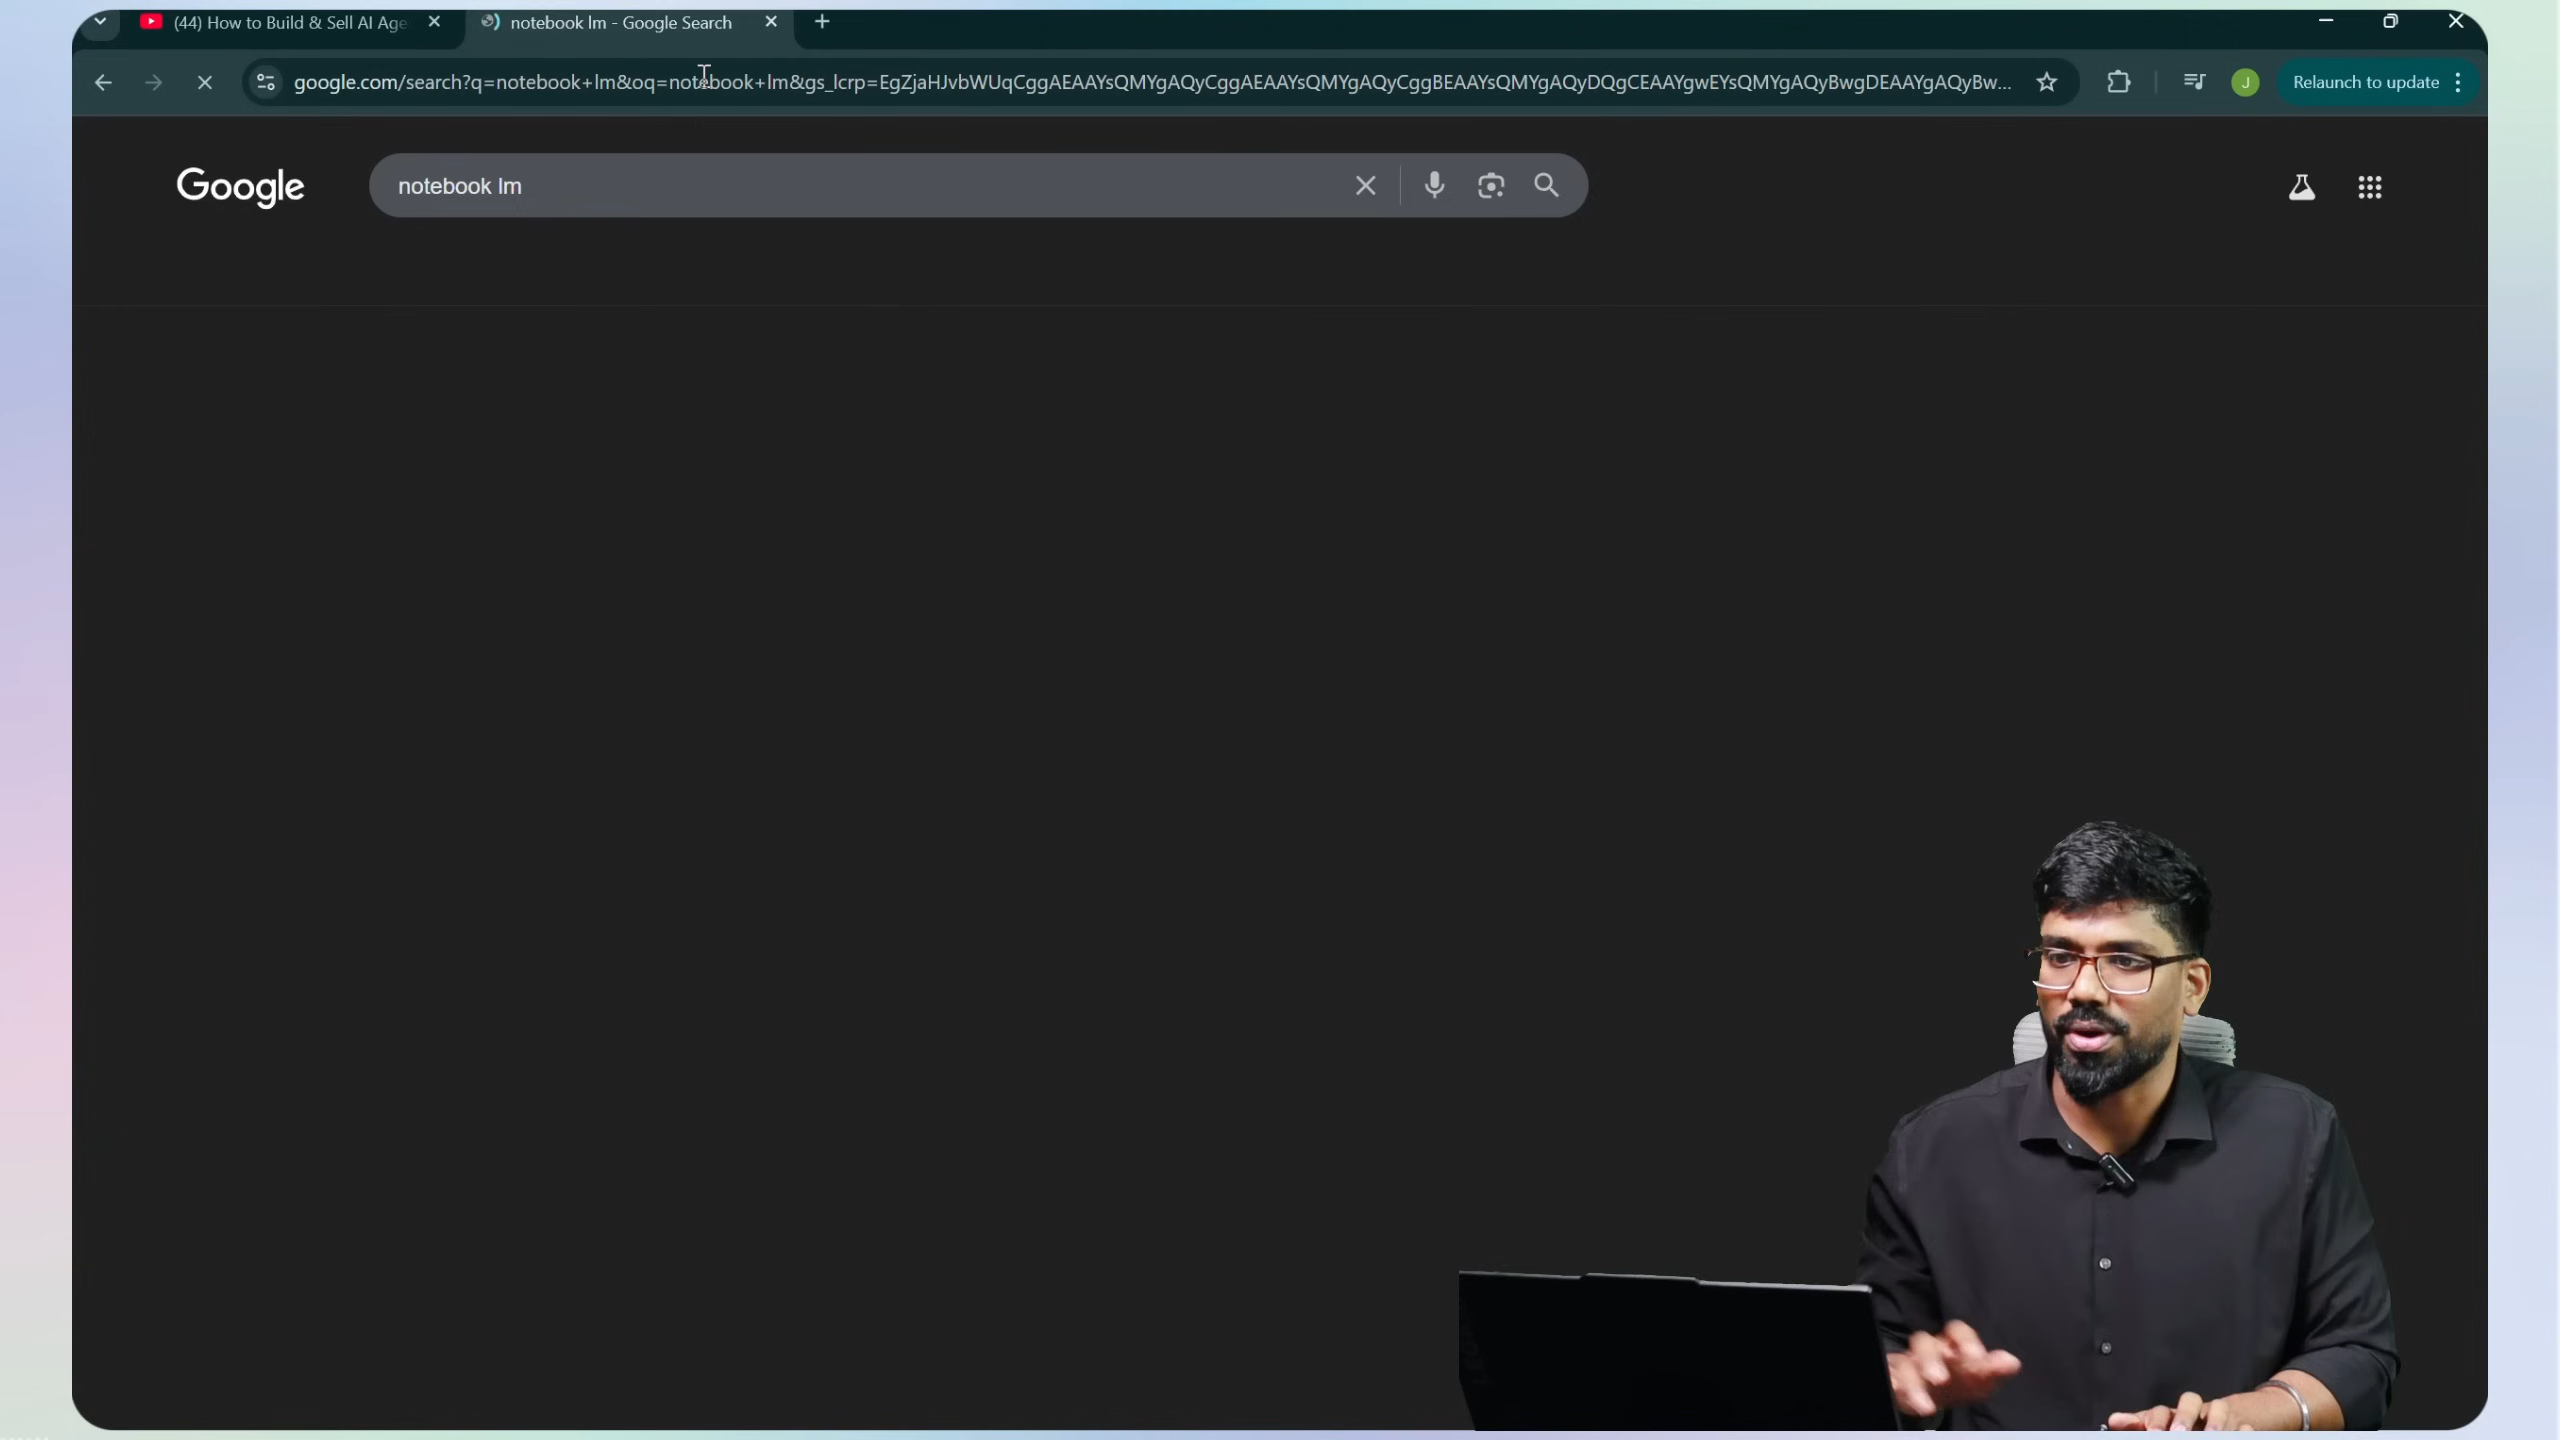 (44) How to Build & Sell AI Age
notebook lm - Google Search
google.com/search?q=notebook+lm&oq=notebook+lm&gs_lcrp=EgZjaHJvbWUqCggAEAAYsQMYgAQyCggAEAAYsQMYgAQyCggBEAAYsQMYgAQyDQgCEAAYgwEYsQMYgAQyBwgDEAAYgAQyBw...
J
Relaunch to update
Google
notebook lm